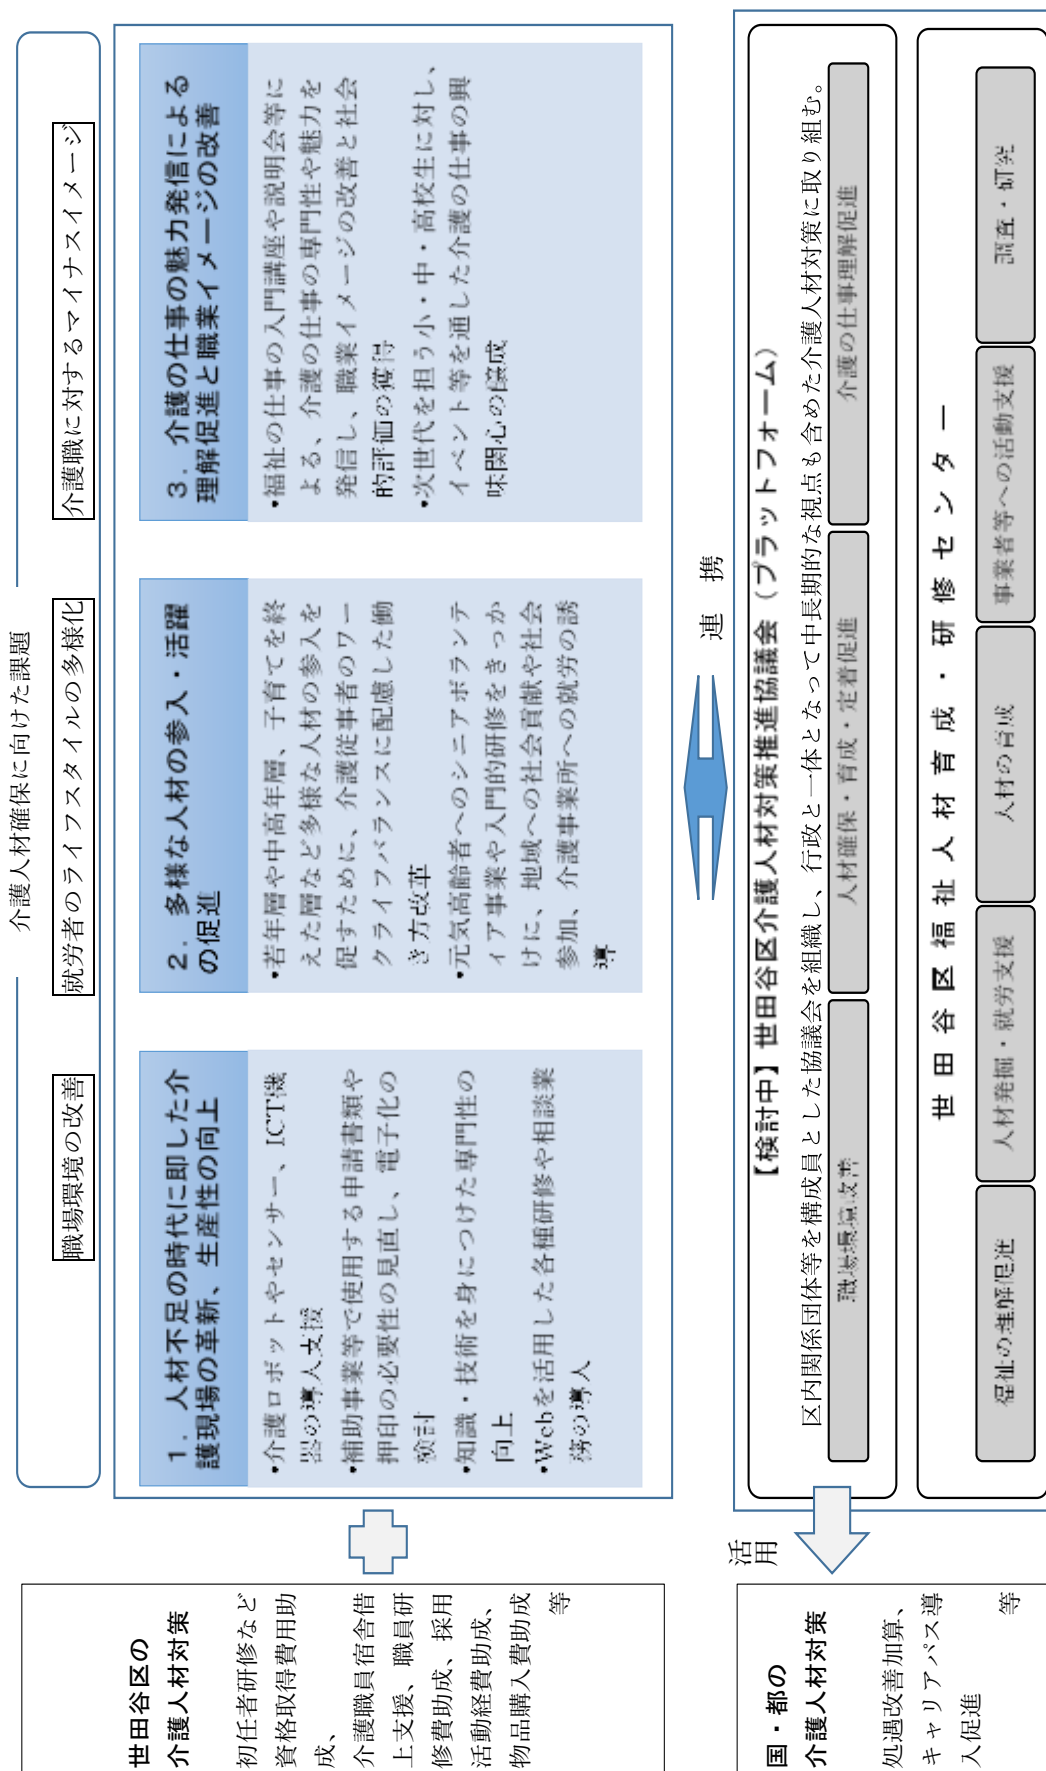 介護人材確保に向けた課題
職場環境の改善
就労者のライフスタイルの多様化
介護職に対するマイナスイメージ
世田谷区の
介護人材対策
初任者研修など
資格取得費用助
成、
介護職員宿舎借
上支援、職員研
修費助成、採用
活動経費助成、
物品購入費助成
等
1．人材不足の時代に即した介
護現場の革新、生産性の向上
•介護ロボットやセンサー、ICT機
器の導入支援
•補助事業等で使用する申請書類や
押印の必要性の見直し、電子化の
検討
•知識・技術を身につけた専門性の
向上
•Webを活用した各種研修や相談業
務の導入
2．多様な人材の参入・活躍
の促進
•若年層や中高年層、子育てを終
えた層など多様な人材の参入を
促すために、介護従事者のワー
クライフバランスに配慮した働
き方改革
•元気高齢者へのシニアボランテ
ィア事業や入門的研修をきっか
けに、地域への社会貢献や社会
参加、介護事業所への就労の誘
導
3．介護の仕事の魅力発信による
理解促進と職業イメージの改善
•福祉の仕事の入門講座や説明会等に
よる、介護の仕事の専門性や魅力を
発信し、職業イメージの改善と社会
的評価の獲得
•次世代を担う小・中・高校生に対し、
イベント等を通した介護の仕事の興
味関心の醸成
連　携
国・都の
介護人材対策
処遇改善加算、
キャリアパス導
入促進
等
活
用
【検討中】世田谷区介護人材対策推進協議会（プラットフォーム）
区内関係団体等を構成員とした協議会を組織し、行政と一体となって中長期的な視点も含めた介護人材対策に取り組む。
職場環境改善
人材確保・育成・定着促進
介護の仕事理解促進
世田谷区福祉人材育成・研修センター
福祉の理解促進
人材発掘・就労支援
人材の育成
事業者等への活動支援
調査・研究